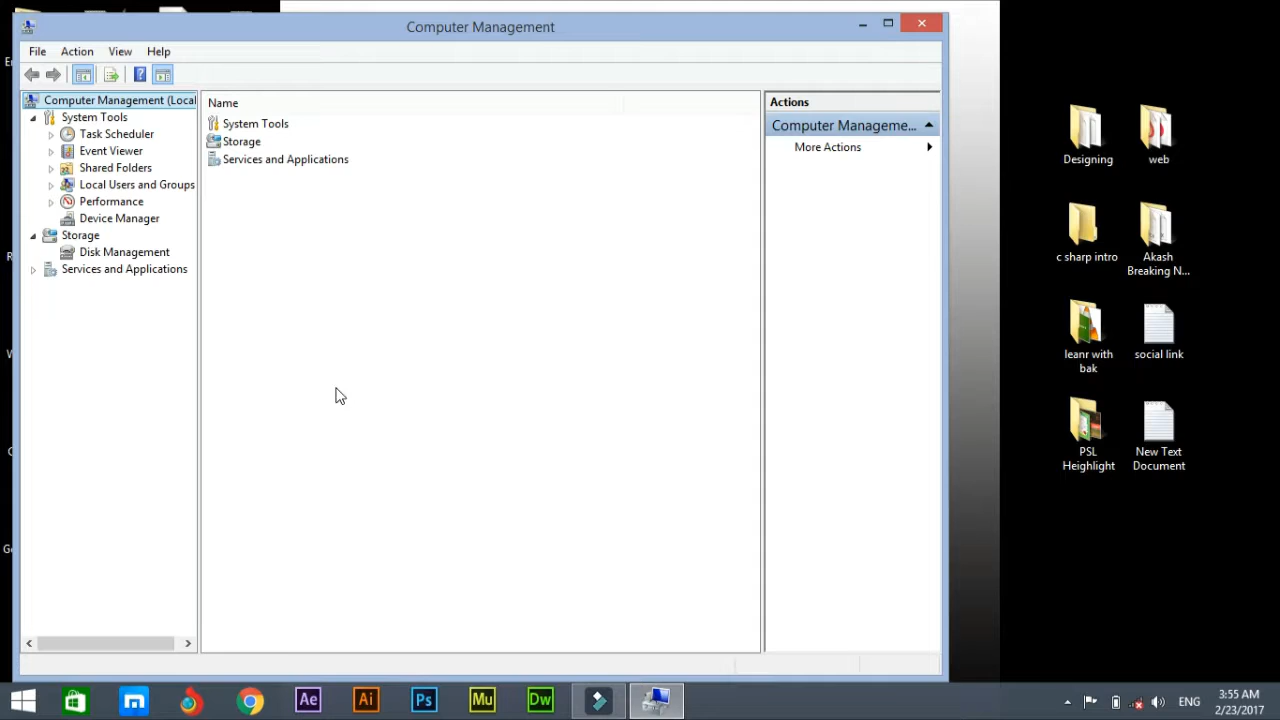 Computer Management
File Action View Help
Computer Management (Local
System Tools
Task Scheduler
Event Viewer
Shared Folders
Local Users and Groups
Performance
Device Manager
Storage
Disk Management
Services and Applications
Name
System Tools
Storage
Services and Applications
Actions
Computer Manageme...
More Actions
Designing
web
c sharp intro
Akash
Breaking N...
leanr with
bak
social link
PSL
Heighlight
New Text
Document
Ae
Ai
Ps
Mu
Dw
ENG
3:55 AM
2/23/2017